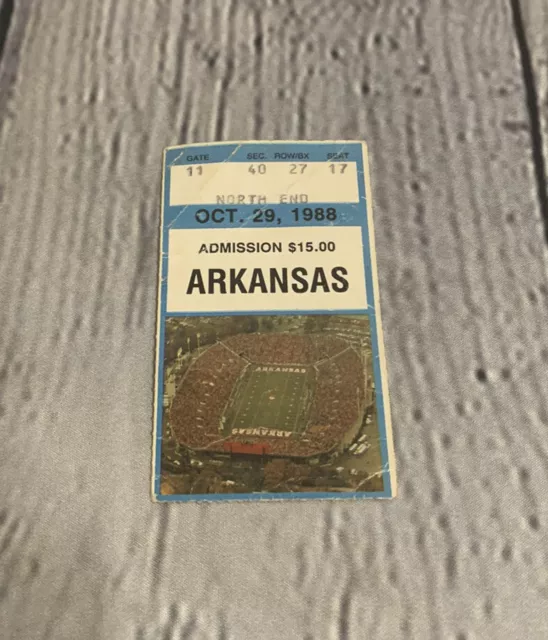 GATE SEC. ROW/BX SEAT
11 40 27 17
NORTH END
OCT. 29, 1988
ADMISSION $15.00
ARKANSAS
ARKANSAS
ARKANSAS